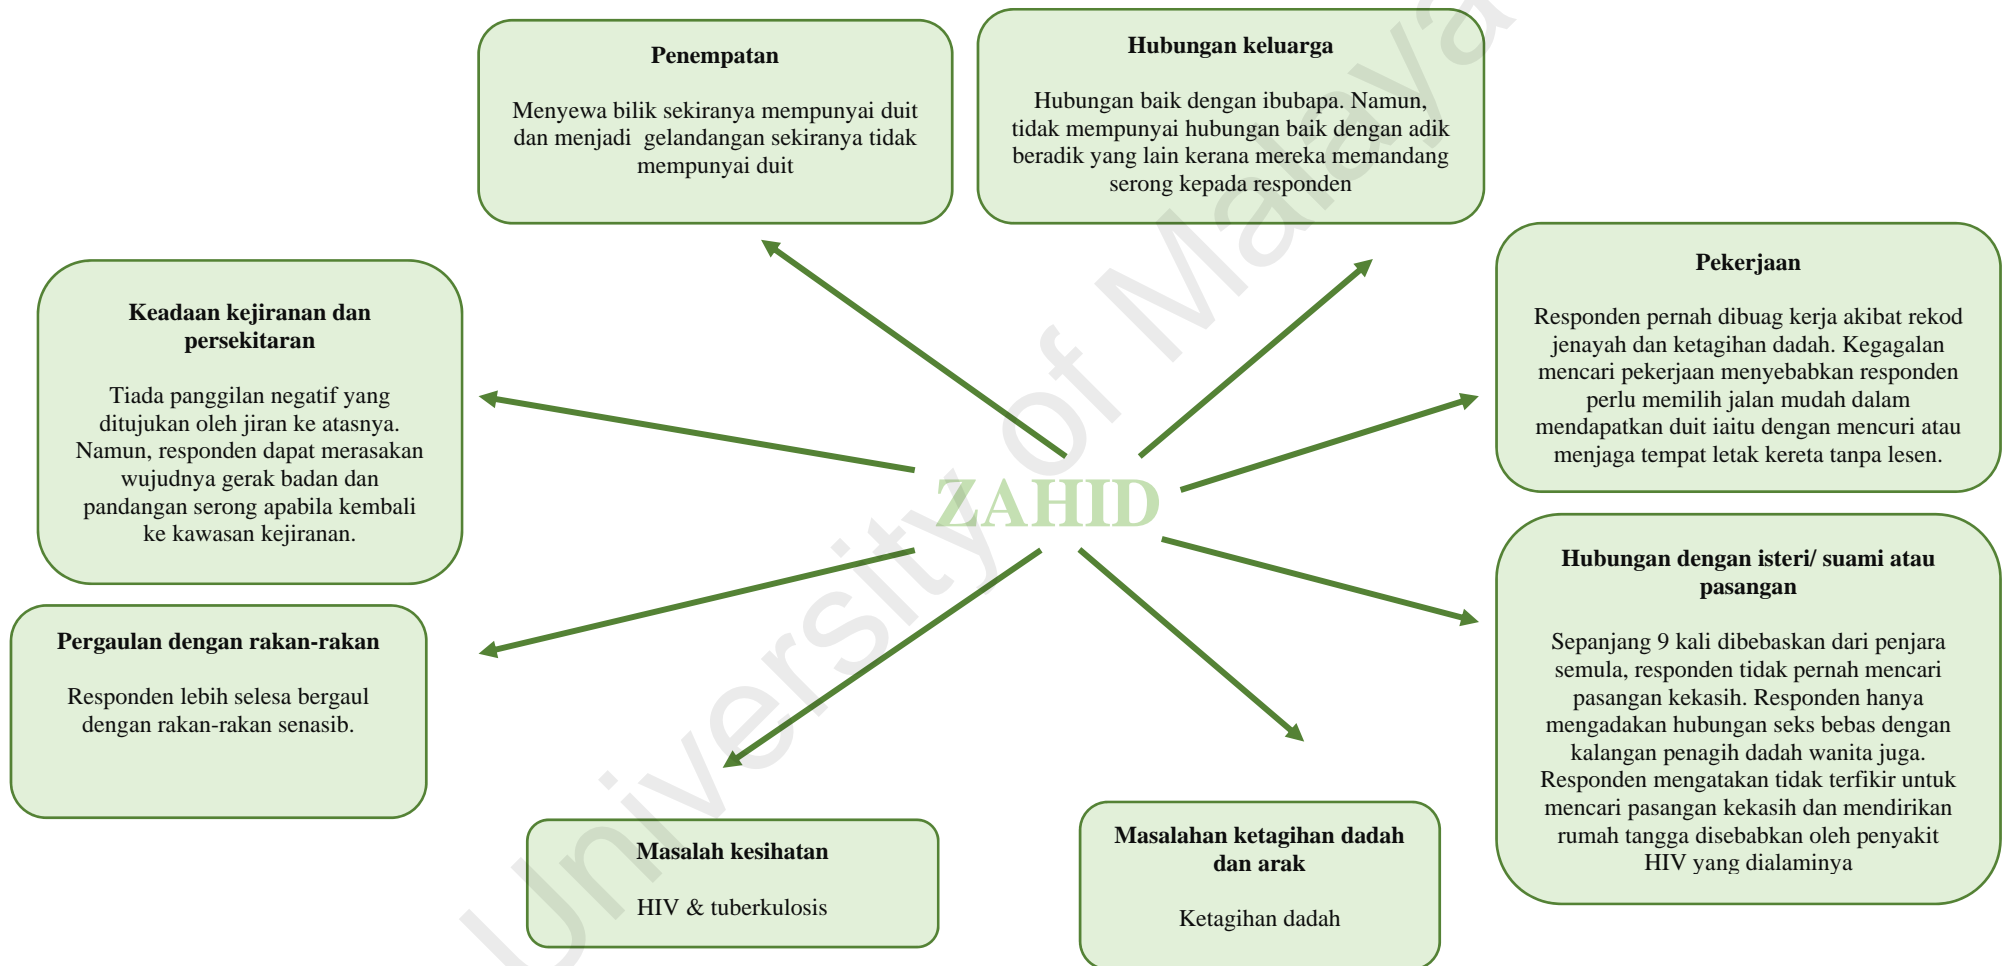 Penempatan
Menyewa bilik sekiranya mempunyai duit
dan menjadi gelandangan sekiranya tidak
mempunyai duit
Hubungan keluarga
Hubungan baik dengan ibubapa. Namun,
tidak mempunyai hubungan baik dengan adik
beradik yang lain kerana mereka memandang
serong kepada responden
Pekerjaan
Responden pernah dibuag kerja akibat rekod
jenayah dan ketagihan dadah. Kegagalan
mencari pekerjaan menyebabkan responden
perlu memilih jalan mudah dalam
mendapatkan duit iaitu dengan mencuri atau
menjaga tempat letak kereta tanpa lesen.
Keadaan kejiranan dan
persekitaran
Tiada panggilan negatif yang
ditujukan oleh jiran ke atasnya.
Namun, responden dapat merasakan
wujudnya gerak badan dan
pandangan serong apabila kembali
ke kawasan kejiranan.
ZAHID
Hubungan dengan isteri/ suami atau
pasangan
Sepanjang 9 kali dibebaskan dari penjara
semula, responden tidak pernah mencari
pasangan kekasih. Responden hanya
mengadakan hubungan seks bebas dengan
kalangan penagih dadah wanita juga.
Responden mengatakan tidak terfikir untuk
mencari pasangan kekasih dan mendirikan
rumah tangga disebabkan oleh penyakit
HIV yang dialaminya
Pergaulan dengan rakan-rakan
Responden lebih selesa bergaul
dengan rakan-rakan senasib.
Masalah kesihatan
HIV & tuberkulosis
Masalahan ketagihan dadah
dan arak
Ketagihan dadah
University of Malaya